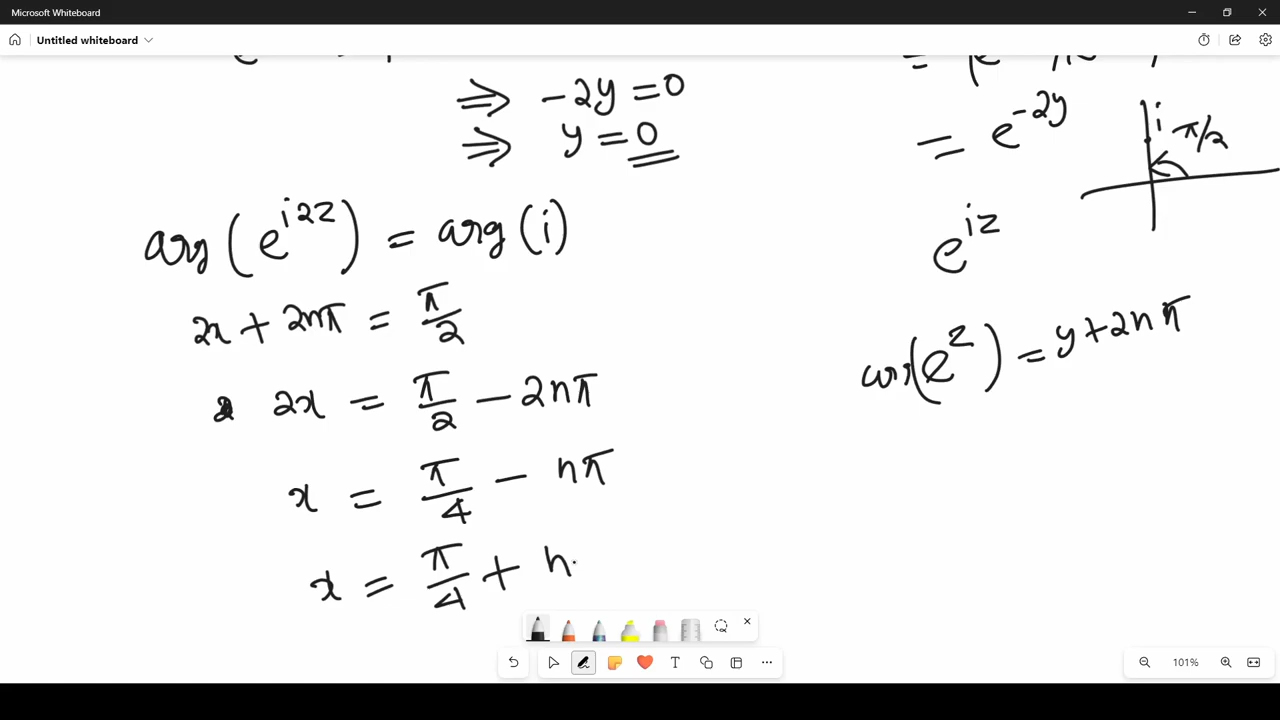 Microsoft Whiteboard
Untitled whiteboard
⇒ -2y = 0
⇒ y = 0
= e^{-2y}
i π/2
arg(e^{i2z}) = arg(i)
e^{iz}
2x + 2nπ = π/2
arg(e^z) = y + 2nπ
2x = π/2 - 2nπ
x = π/4 - nπ
x = π/4 + n
101%